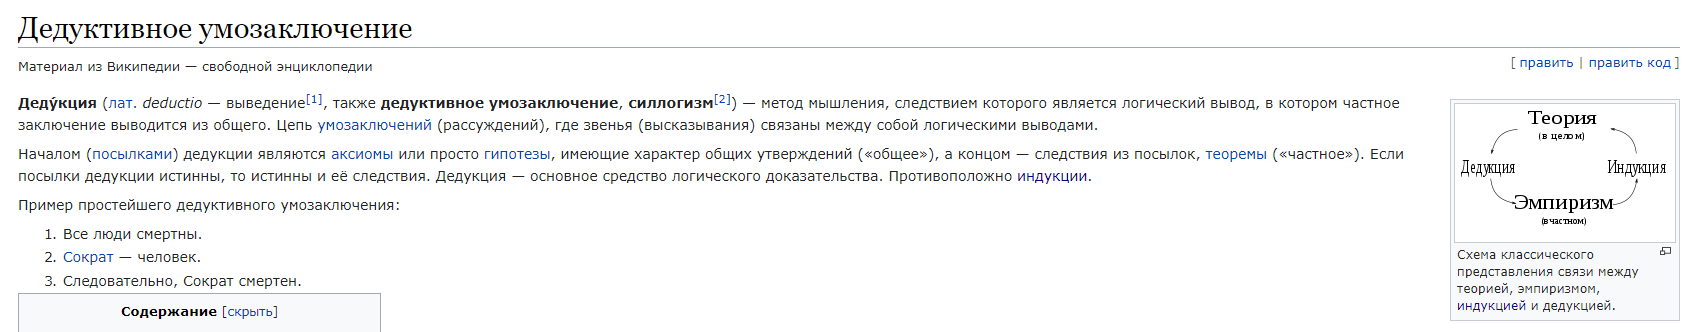 Дедуктивное умозаключение
Материал из Википедии — свободной энциклопедии
[ править | править код ]
Деду́кция (лат. deductio — выведение[1], также дедуктивное умозаключение, силлогизм[2]) — метод мышления, следствием которого является логический вывод, в котором частное
заключение выводится из общего. Цепь умозаключений (рассуждений), где звенья (высказывания) связаны между собой логическими выводами.
Началом (посылками) дедукции являются аксиомы или просто гипотезы, имеющие характер общих утверждений («общее»), а концом — следствия из посылок, теоремы («частное»). Если
посылки дедукции истинны, то истинны и её следствия. Дедукция — основное средство логического доказательства. Противоположно индукции.
Пример простейшего дедуктивного умозаключения:
1. Все люди смертны.
2. Сократ — человек.
3. Следовательно, Сократ смертен.
Содержание [скрыть]
Теория
(в целом)
Дедукция
Индукция
Эмпиризм
(в частном)
Схема классического
представления связи между
теорией, эмпиризмом,
индукцией и дедукцией.